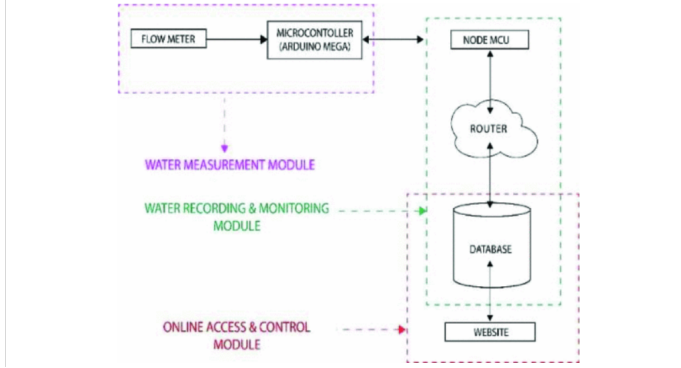 FLOW METER
MICROCONTOLLER
(ARDUINO MEGA)
NODE MCU
ROUTER
WATER MEASUREMENT MODULE
WATER RECORDING & MONITORING
MODULE
DATABASE
ONLINE ACCESS & CONTROL
MODULE
WEBSITE